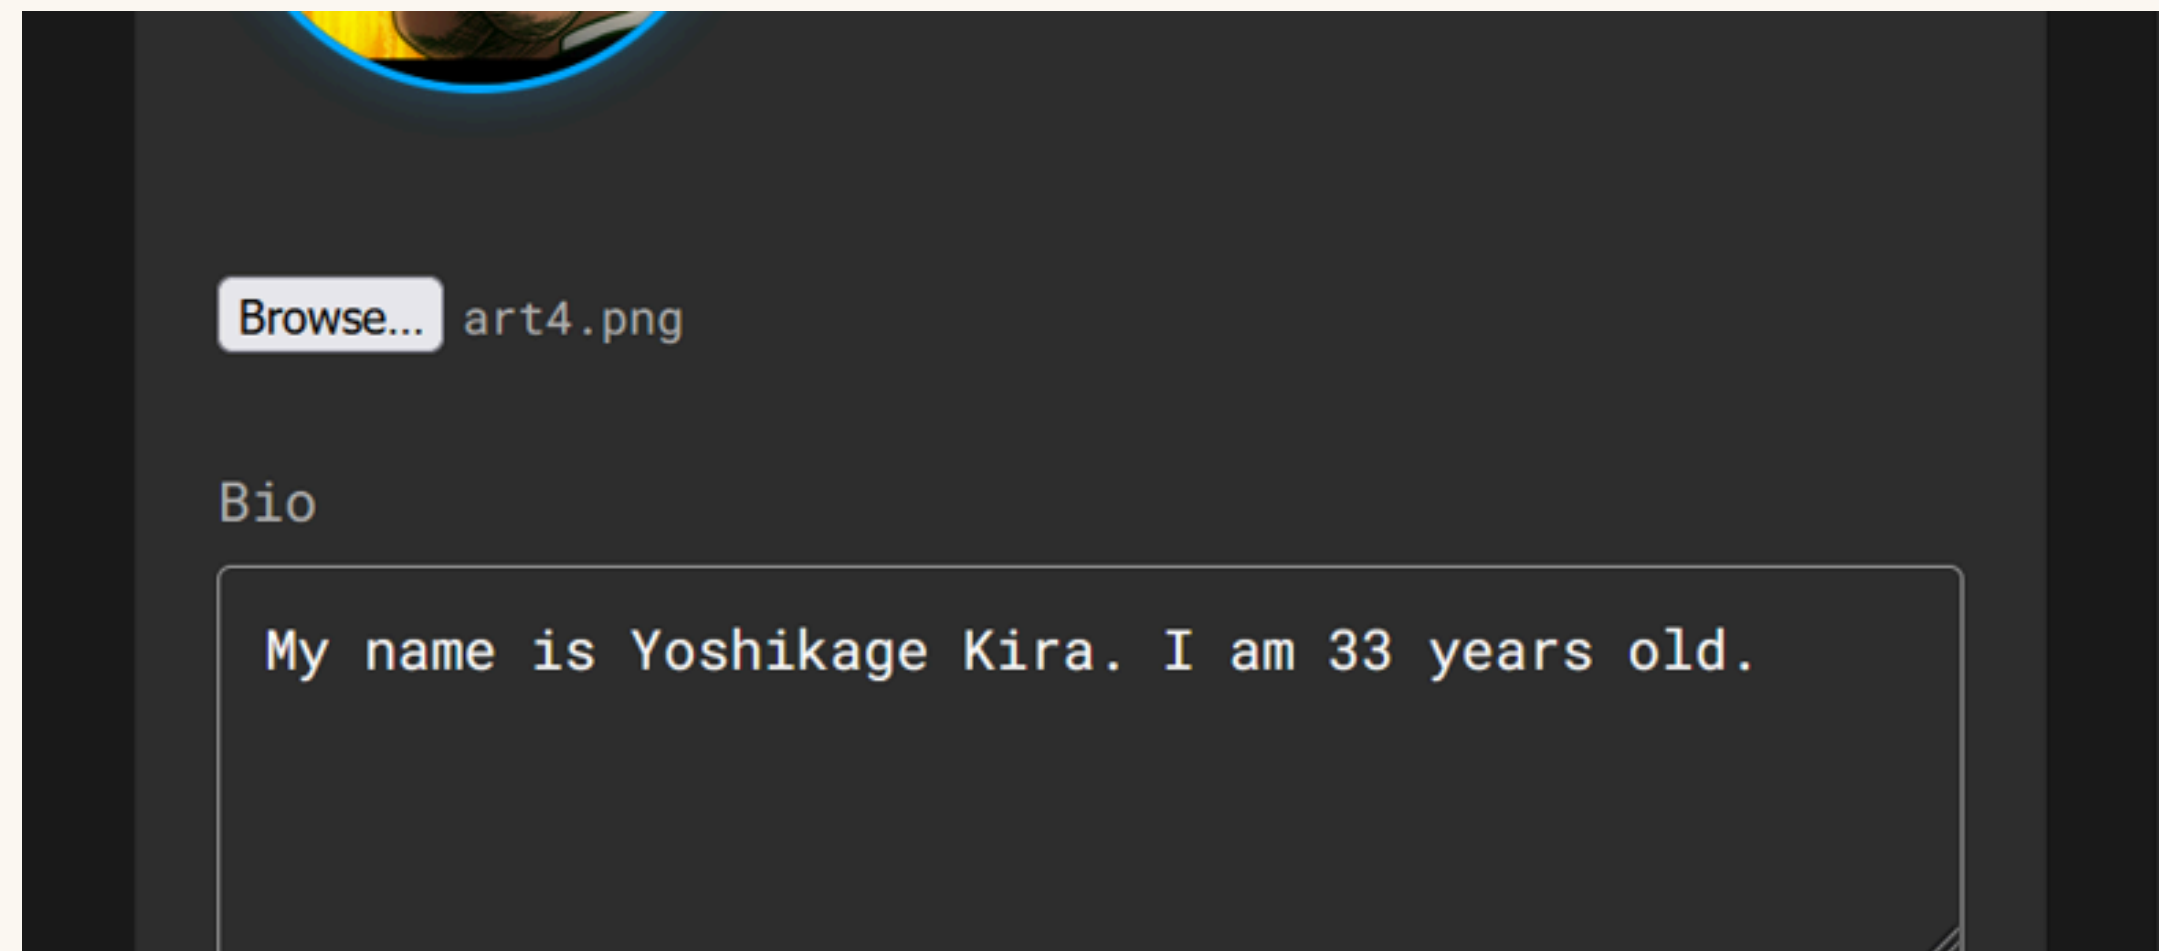 Browse... art4.png
Bio
My name is Yoshikage Kira. I am 33 years old.